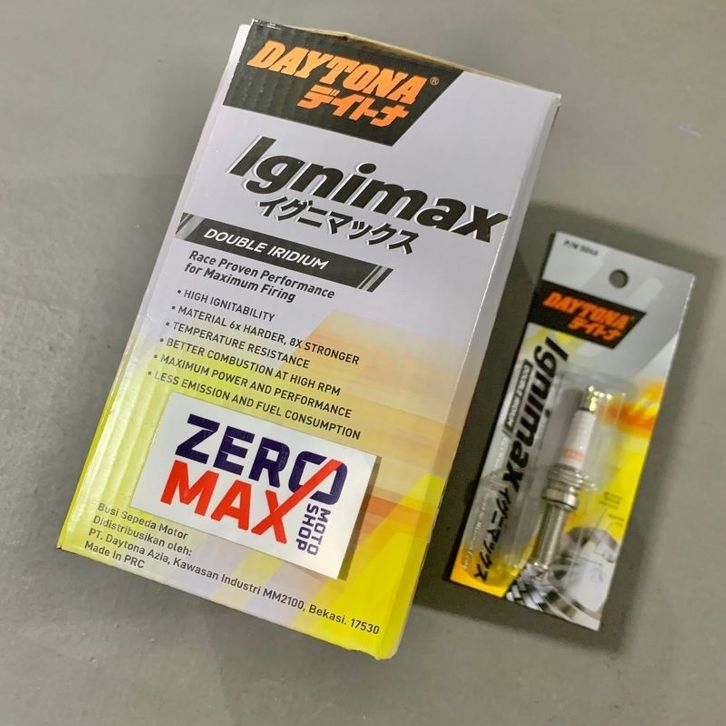 DAYTONA®
デイトナ
Ignimax
イグニマックス
DOUBLE IRIDIUM
Race Proven Performance
for Maximum Firing
• HIGH IGNITABILITY
• MATERIAL 6X HARDER, 8X STRONGER
• TEMPERATURE RESISTANCE
• BETTER COMBUSTION AT HIGH RPM
• MAXIMUM POWER AND PERFORMANCE
• LESS EMISSION AND FUEL CONSUMPTION
ZERO
MAX
MOTO
SHOP
Busi Sepeda Motor
Didistribusikan oleh:
PT. Daytona Azia, Kawasan Industri MM2100, Bekasi. 17530
Made In PRC
DAYTONA
デイトナ
Ignimax
イグニマックス
DOUBLE IRIDIUM